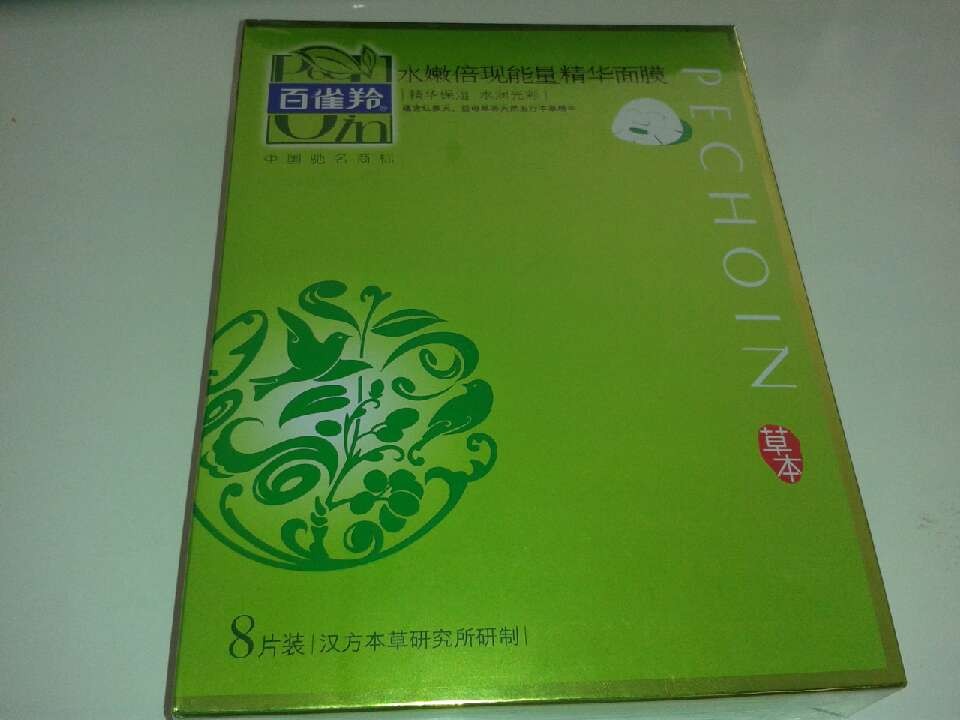 百雀羚®
中国驰名商标
水嫩倍现能量精华面膜
精华保湿 水润光彩
PECHOIN
草本
8片装|汉方本草研究所研制|